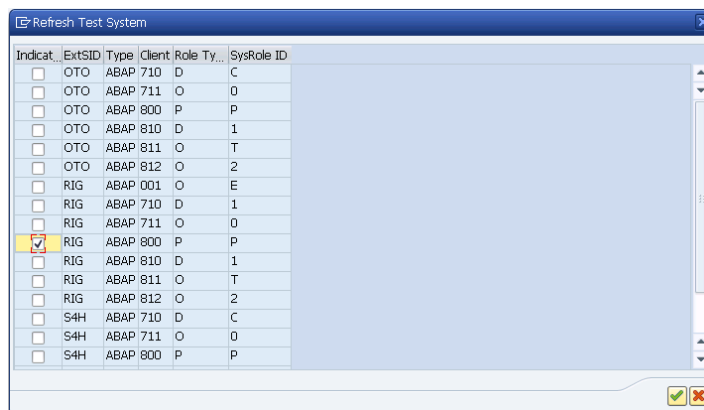 Refresh Test System
Indicat... ExtSID Type Client Role Ty... SysRole ID
OTO ABAP 710 D C
OTO ABAP 711 O 0
OTO ABAP 800 P P
OTO ABAP 810 D 1
OTO ABAP 811 O T
OTO ABAP 812 O 2
RIG ABAP 001 O E
RIG ABAP 710 D 1
RIG ABAP 711 O 0
RIG ABAP 800 P P
RIG ABAP 810 D 1
RIG ABAP 811 O T
RIG ABAP 812 O 2
S4H ABAP 710 D C
S4H ABAP 711 O 0
S4H ABAP 800 P P